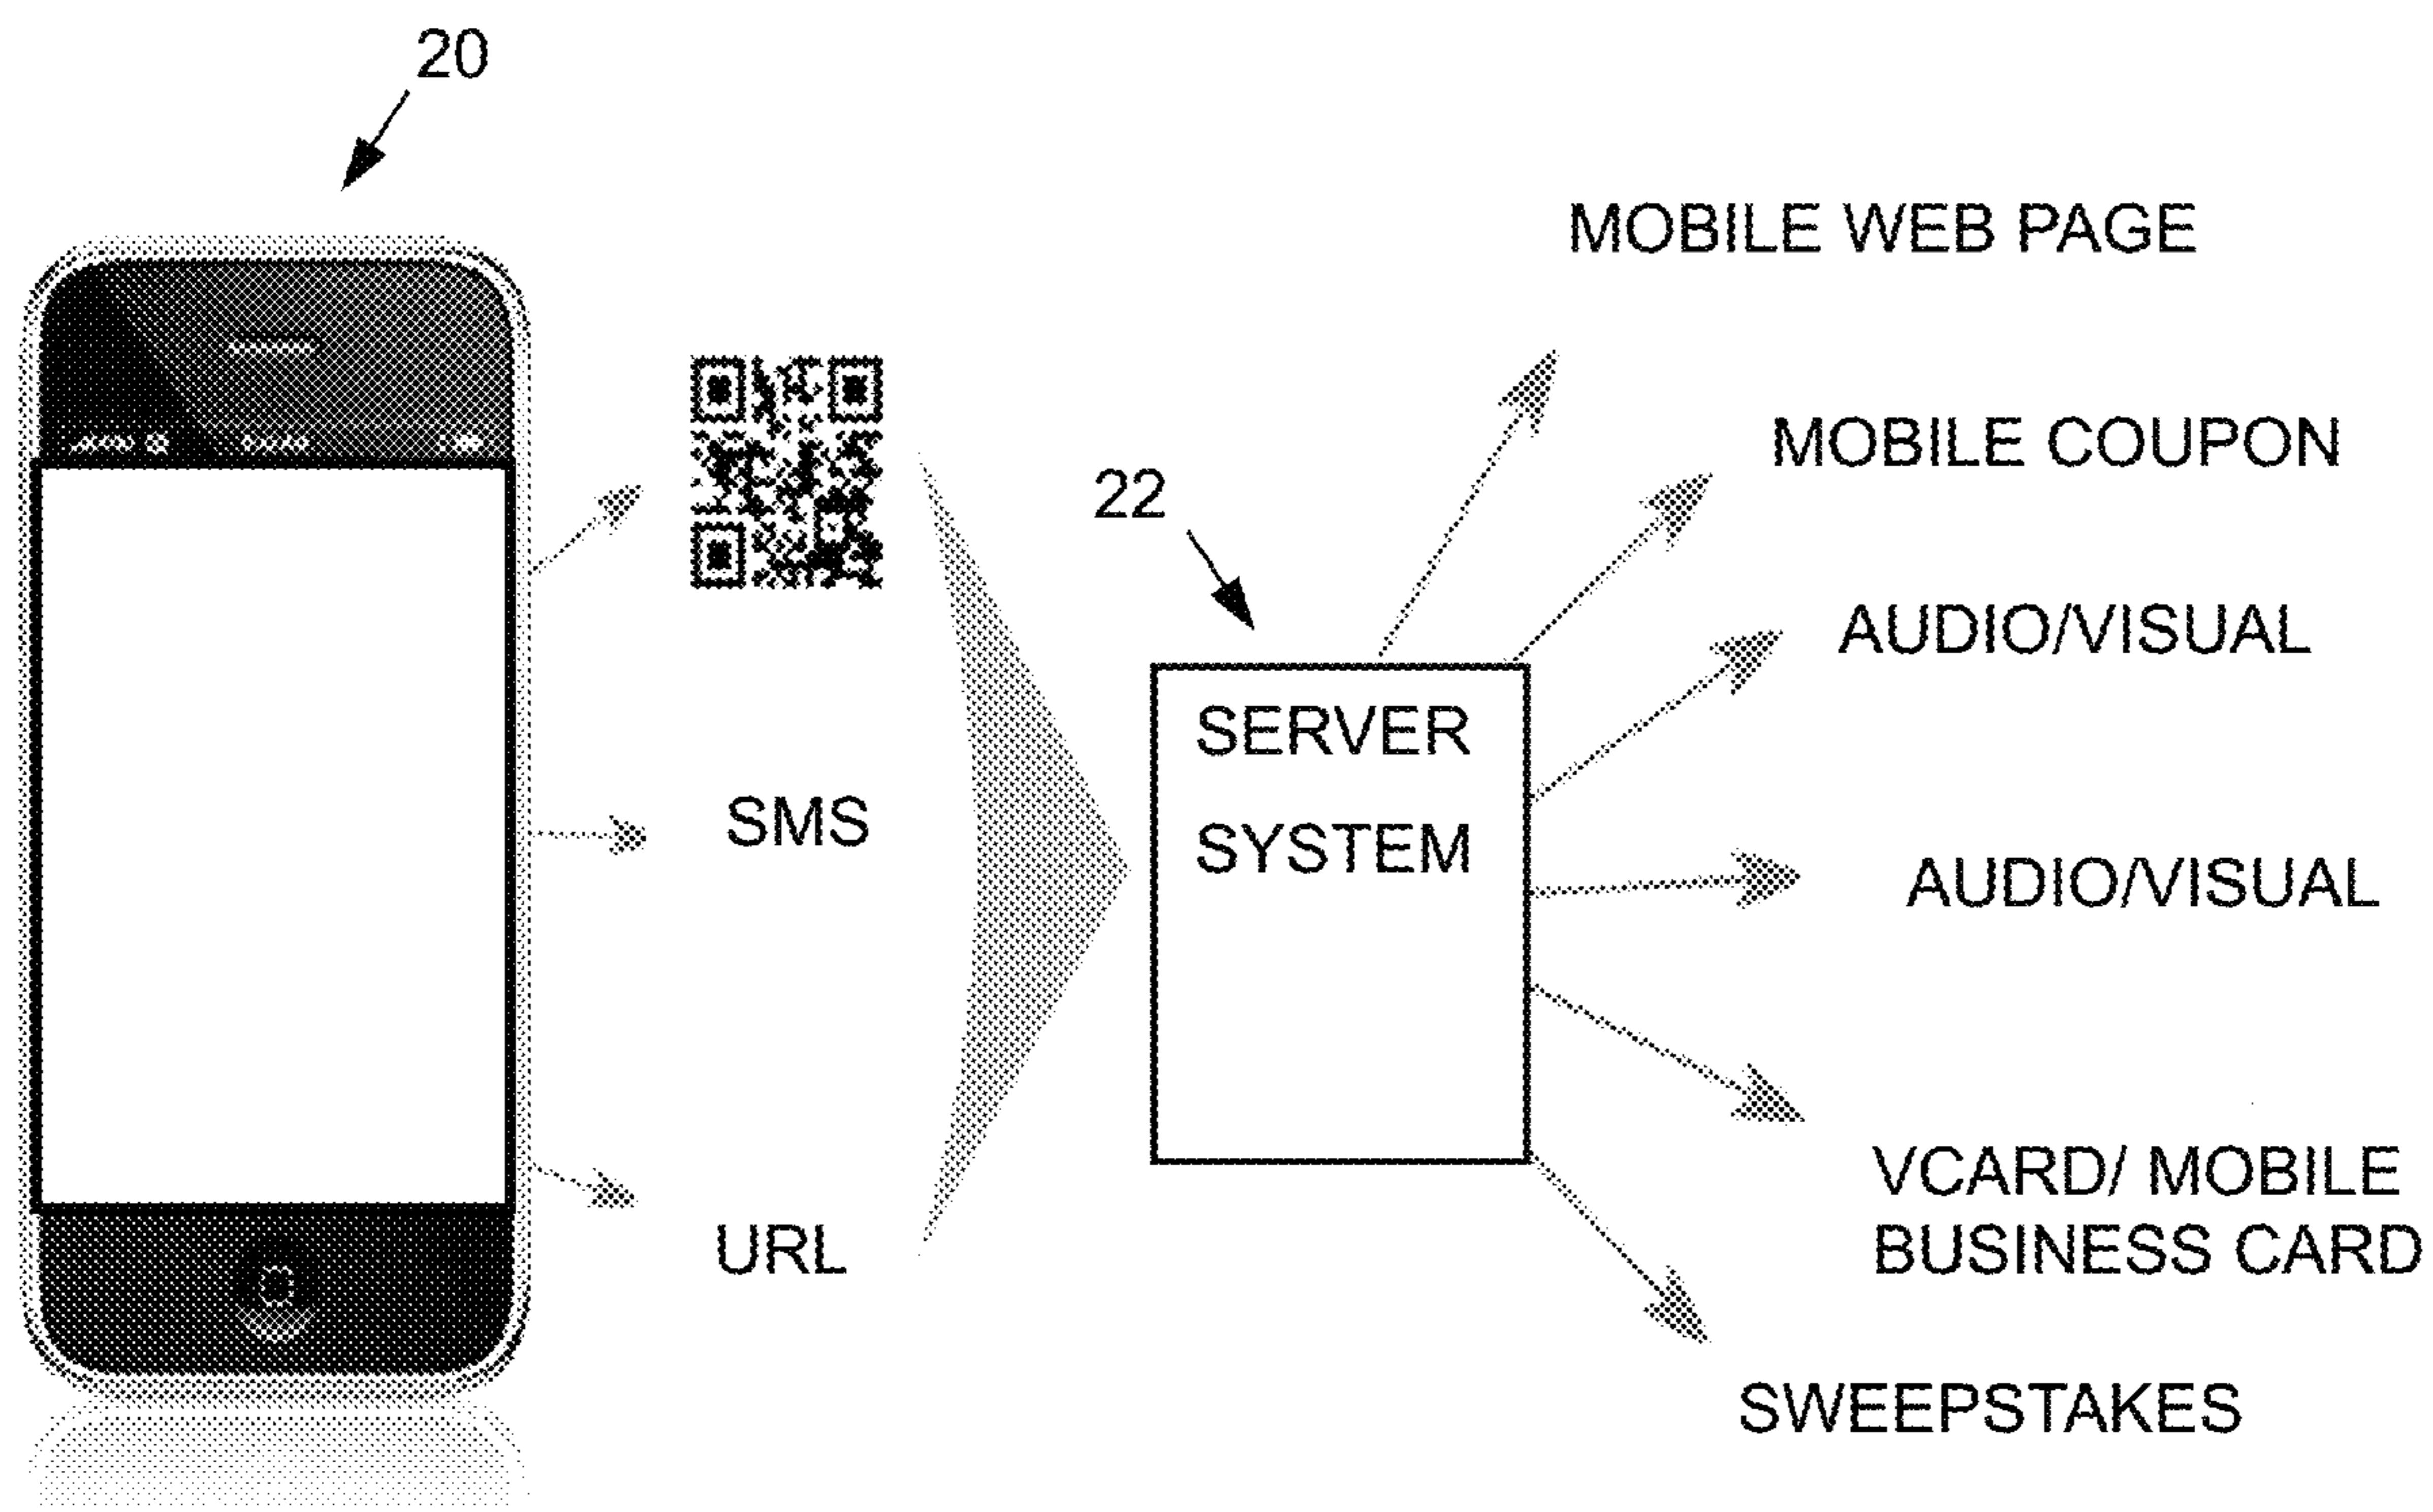 20
MOBILE WEB PAGE
MOBILE COUPON
22
AUDIO/VISUAL
SERVER
SYSTEM
SMS
AUDIO/VISUAL
VCARD/ MOBILE
BUSINESS CARD
URL
SWEEPSTAKES